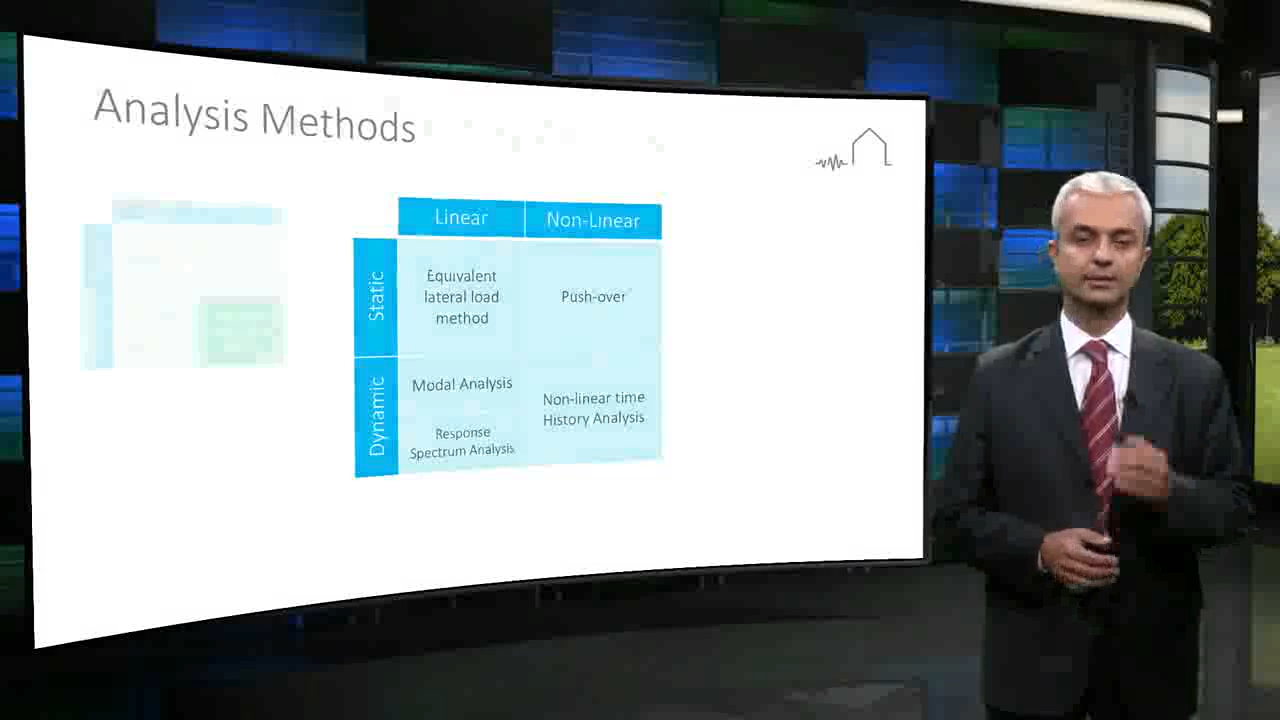 Analysis Methods
Linear
Non-Linear
Static
Equivalent
lateral load
method
Push-over
Dynamic
Modal Analysis
Response
Spectrum Analysis
Non-linear time
History Analysis